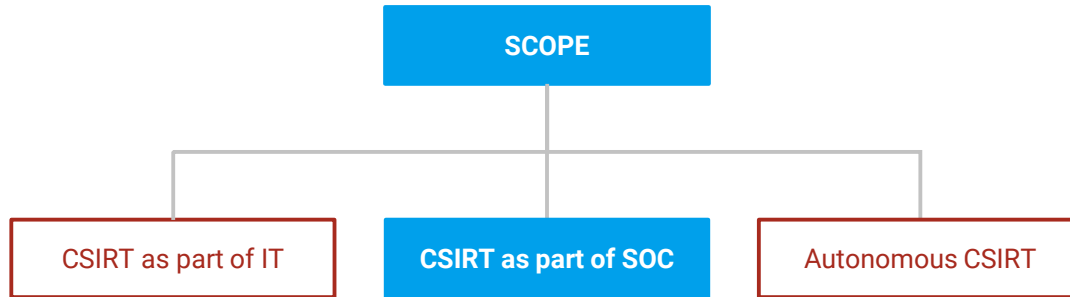 SCOPE
CSIRT as part of IT
CSIRT as part of SOC
Autonomous CSIRT